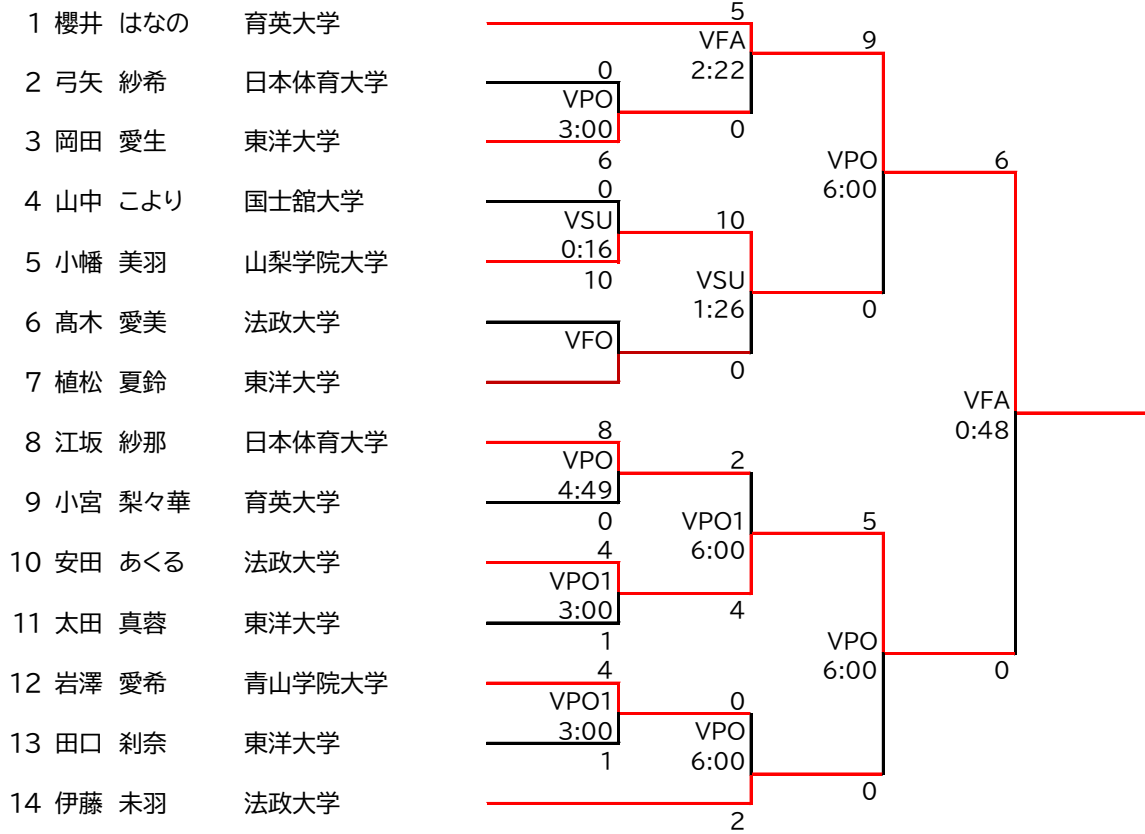 1 櫻井 はなの 育英大学
5
VFA
2:22
9
2 弓矢 紗希 日本体育大学
0
VPO
3:00
3 岡田 愛生 東洋大学
6
0
VPO
6:00
6
4 山中 こより 国士舘大学
0
VSU
0:16
10
5 小幡 美羽 山梨学院大学
10
VSU
1:26
0
6 髙木 愛美 法政大学
VFO
7 植松 夏鈴 東洋大学
0
VFA
0:48
8 江坂 紗那 日本体育大学
8
VPO
4:49
2
9 小宮 梨々華 育英大学
0
VPO1
6:00
5
10 安田 あくる 法政大学
4
VPO1
3:00
11 太田 真蓉 東洋大学
1
4
VPO
6:00
0
12 岩澤 愛希 青山学院大学
4
VPO1
3:00
0
13 田口 刹奈 東洋大学
1
VPO
6:00
0
14 伊藤 未羽 法政大学
2